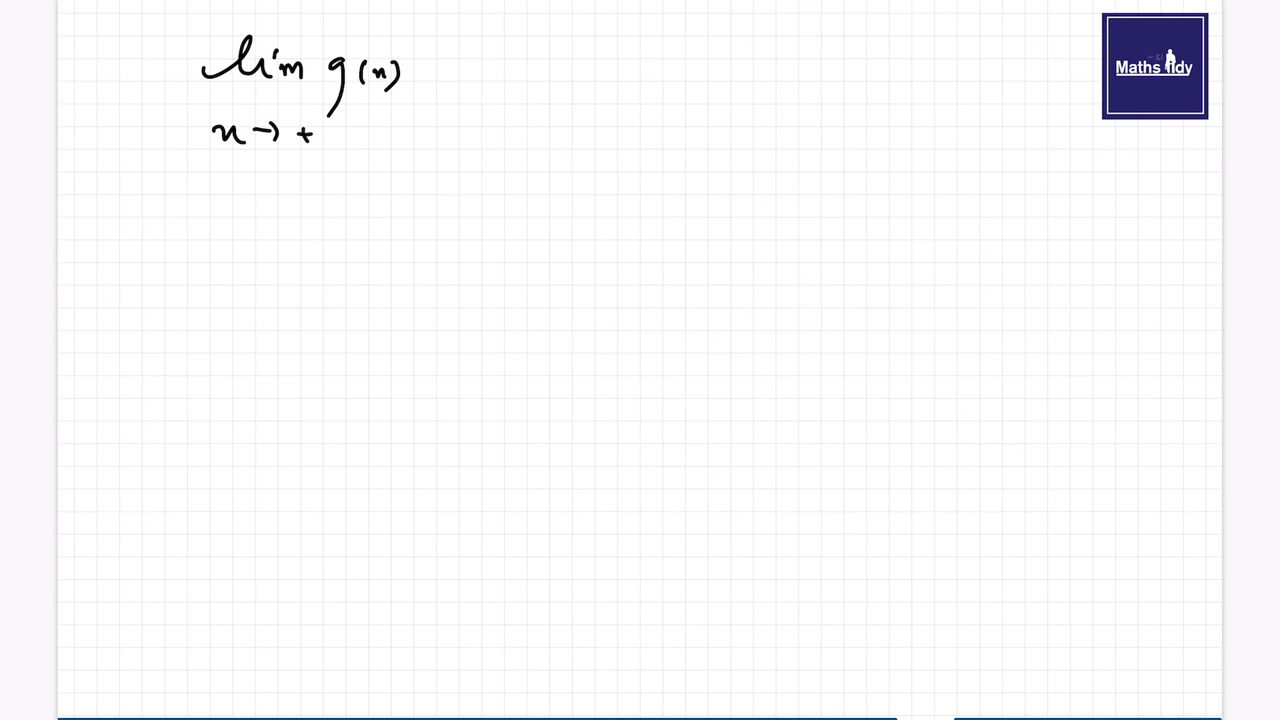 lim g(x)
x → +
Maths